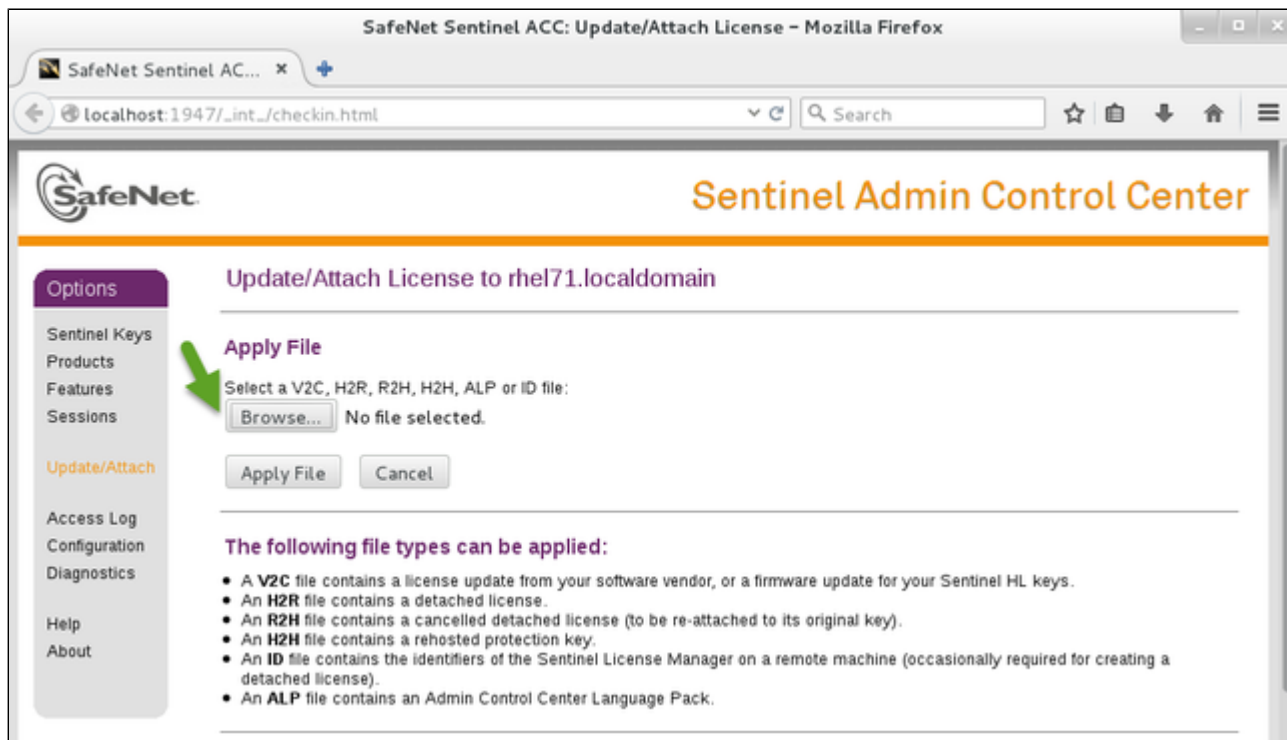 SafeNet Sentinel ACC: Update/Attach License - Mozilla Firefox
SafeNet Sentinel AC...
localhost:1947/_int_/checkin.html
Search
SafeNet.
Sentinel Admin Control Center
Options
Sentinel Keys
Products
Features
Sessions
Update/Attach
Access Log
Configuration
Diagnostics
Help
About
Update/Attach License to rhel71.localdomain
Apply File
Select a V2C, H2R, R2H, H2H, ALP or ID file:
Browse... No file selected.
Apply File Cancel
The following file types can be applied:
• A V2C file contains a license update from your software vendor, or a firmware update for your Sentinel HL keys.
• An H2R file contains a detached license.
• An R2H file contains a cancelled detached license (to be re-attached to its original key).
• An H2H file contains a rehosted protection key.
• An ID file contains the identifiers of the Sentinel License Manager on a remote machine (occasionally required for creating a
detached license).
• An ALP file contains an Admin Control Center Language Pack.